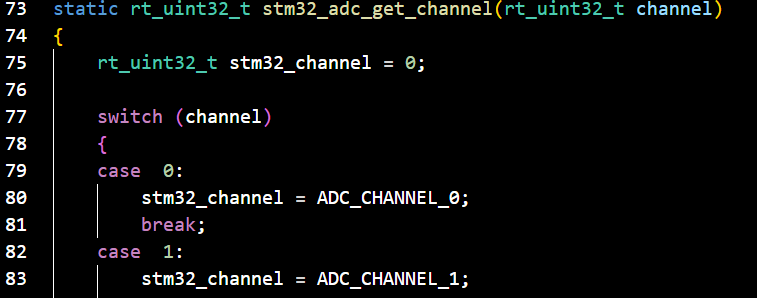 73 static rt_uint32_t stm32_adc_get_channel(rt_uint32_t channel)
74 {
75     rt_uint32_t stm32_channel = 0;
76
77     switch (channel)
78     {
79     case  0:
80         stm32_channel = ADC_CHANNEL_0;
81         break;
82     case  1:
83         stm32_channel = ADC_CHANNEL_1;